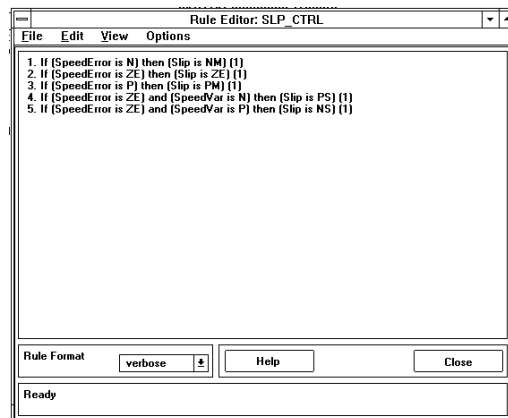 Rule Editor: SLP_CTRL
File Edit View Options
1. If (SpeedError is N) then (Slip is NM) (1)
2. If (SpeedError is ZE) then (Slip is ZE) (1)
3. If (SpeedError is P) then (Slip is PM) (1)
4. If (SpeedError is ZE) and (SpeedVar is N) then (Slip is PS) (1)
5. If (SpeedError is ZE) and (SpeedVar is P) then (Slip is NS) (1)
Rule Format
verbose
Help
Close
Ready